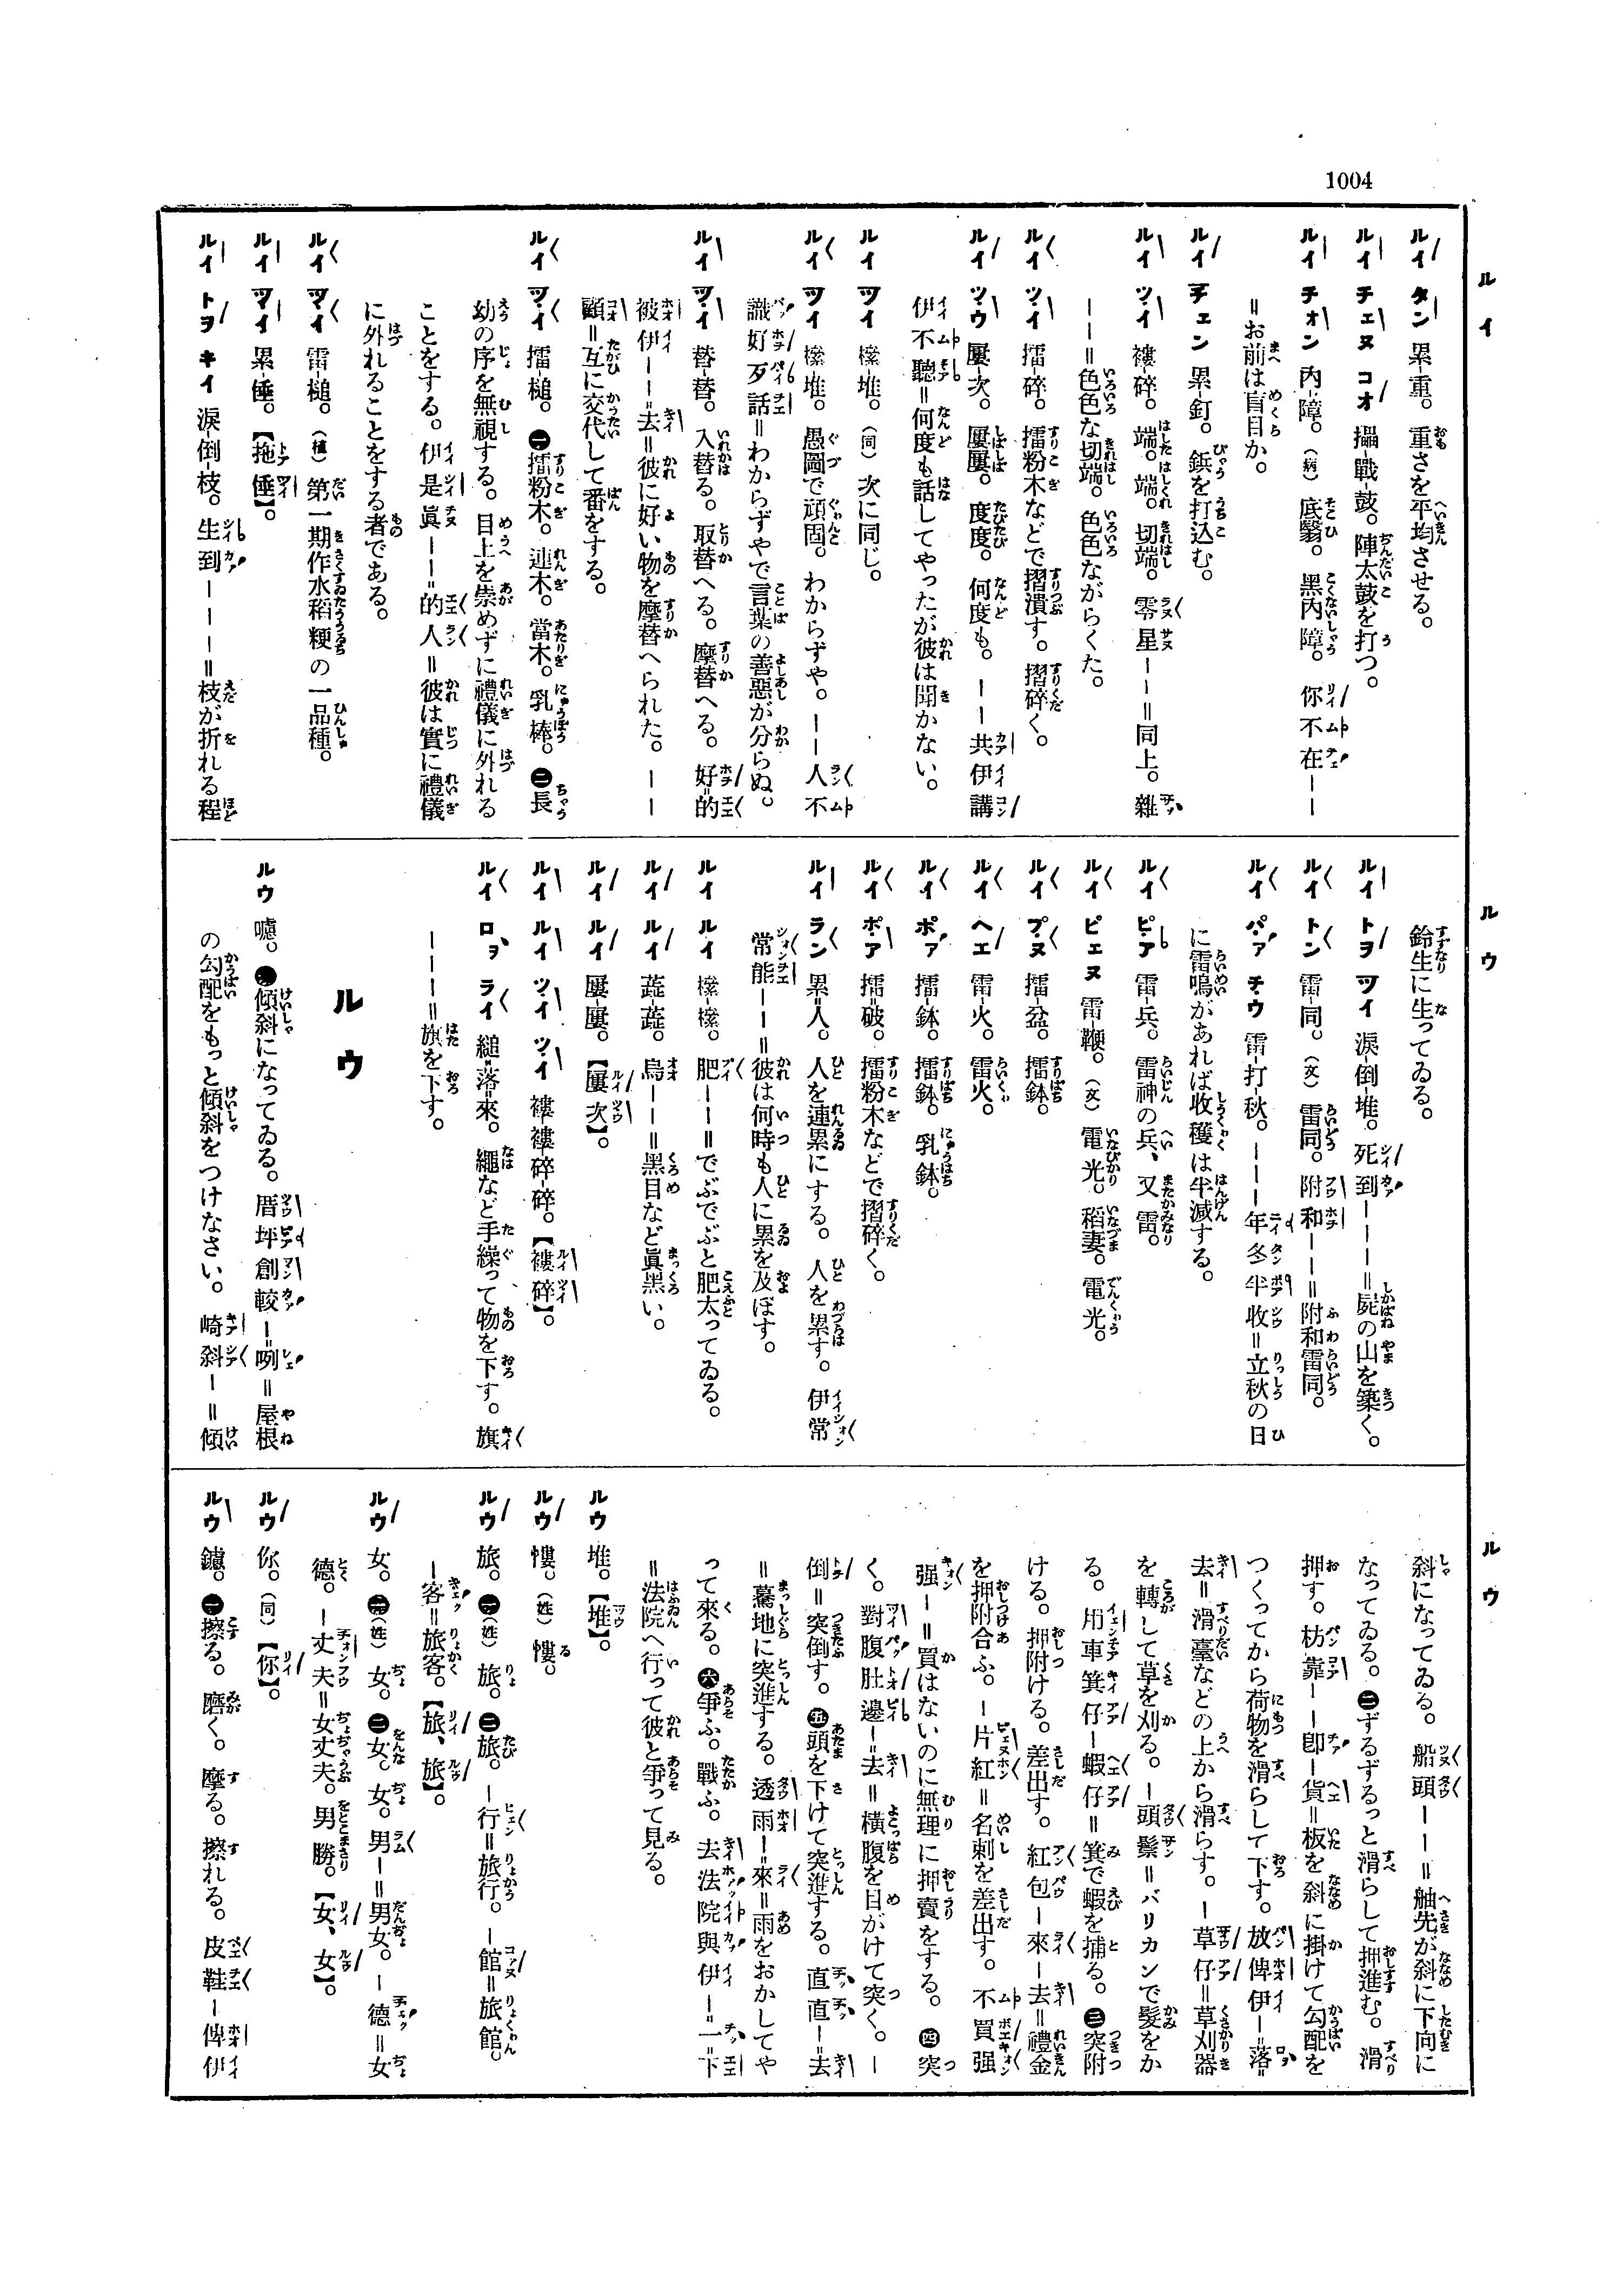 1004
ルイ
ルイ タン 累-重。重さを平均させる。
ルイ チェヌ コオ 攂-戰-鼓。陣太鼓を打つ。
ルイ チォン 內-障。（病）底翳。黑內障。你不在－－
＝お前は盲目か。
ルイ チェン 累-釘。鋲を打込む。
ルイ ツイ 褸-碎。端。端。切端。零星－－＝同上。雜
－－＝色色な切端。色色ながらくた。
ルイ ツイ 擂-碎。擂粉木などで摺潰す。摺碎く。
ルイ ツウ 屢-次。屢屢。度度。何度も。－－共伊講
伊不聽＝何度も話してやったが彼は聞かない。
ルイ ツイ 檪-堆。（同）次に同じ。
ルイ ツイ 檪-堆。愚圖で頑固。わからずや。－－人不
識好歹話＝わからずやで言葉の善惡が分らぬ。
ルイ ツイ 替-替。入替る。取替へる。摩替へる。好的
被伊－－去＝彼に好い物を摩替へられた。－－
顧＝互に交代して番をする。
ルイ ツイ 擂-槌。㊀擂粉木。連木。當木。乳棒。㊁長
幼の序を無視する。目上を崇めずに禮儀に外れる
ことをする。伊是眞－－的人＝彼は實に禮儀
に外れることをする者である。
ルイ ツイ 雷-槌。（植）第一期作水稻粳の一品種。
ルイ ツイ 累-倕。【拖倕】。
ルイ トヲ キイ 淚-倒-枝。生到－－－＝枝が折れる程
ルウ
鈴生に生ってゐる。
ルイ トヲ ツイ 淚-倒-堆。死到－－－＝屍の山を築く。
ルイ トン 雷-同。（文）雷同。附和－－＝附和雷同。
ルイ パァ チウ 雷-打-秋。－－－年冬半收＝立秋の日
に雷鳴があれば收穫は半減する。
ルイ ピア 雷-兵。雷神の兵、又雷。
ルイ ピェヌ 雷-鞭。（文）電光。稻妻。電光。
ルイ プヌ 擂-盆。擂鉢。
ルイ ヘエ 雷-火。雷火。
ルイ ポァ 擂-鉢。擂鉢。乳鉢。
ルイ ポア 擂-破。擂粉木などで摺碎く。
ルイ ラン 累-人。人を連累にする。人を累す。伊常
常能－－＝彼は何時も人に累を及ぼす。
ルイ ルイ 檪-檪。肥－－＝でぶでぶと肥太ってゐる。
ルイ ルイ 蕋-蕋。烏－－＝黑目など眞黑い。
ルイ ルイ 屢-屢。【屢次】。
ルイ ルイ ツイ ツイ 褸褸碎碎。【褸碎】。
ルイ ロヲ ライ 縋-落-來。繩など手繰って物を下す。旗
－－－＝旗を下す。
ルウ
ルウ 㘘。㊀傾斜になってゐる。厝坪創較－咧＝屋根
の勾配をもっと傾斜をつけなさい。崎斜－＝傾
ルウ
斜になってゐる。船頭－－＝舳先が斜に下向に
なってゐる。㊁ずるずるっと滑らして押進む。滑
押す。枋靠－－卽－貨＝板を斜に掛けて勾配を
つくってから荷物を滑らして下す。放俾伊－落
去＝滑臺などの上から滑らす。－草仔＝草刈器
を轉して草を刈る。－頭鬃＝バリカンで髮をか
る。用車箕仔－蝦仔＝箕で蝦を捕る。㊂突附
ける。押附ける。差出す。紅包－來－去＝禮金
を押附合ふ。－片紅＝名刺を差出す。不買强
强－＝買はないのに無理に押賣をする。㊃突
く。對腹肚邊－去＝橫腹を目がけて突く。－
倒＝突倒す。㊄頭を下けて突進する。直直－去
＝驀地に突進する。透雨－來＝雨をおかしてや
って來る。㊅爭ふ。戰ふ。去法院與伊－一下
＝法院へ行って彼と爭って見る。
ルウ 堆。【堆】。
ルウ 慺。（姓）慺。
ルウ 旅。㊀（姓）旅。㊁旅。－行＝旅行。－館＝旅館。
－客＝旅客。【旅、旅】。
ルウ 女。㊀（姓）女。㊁女。女。男－＝男女。－德＝女
德。－丈夫＝女丈夫。男勝。【女、女】。
ルウ 你。（同）【你】。
ルウ 鑢。㊀擦る。磨く。摩る。擦れる。皮鞋－俾伊